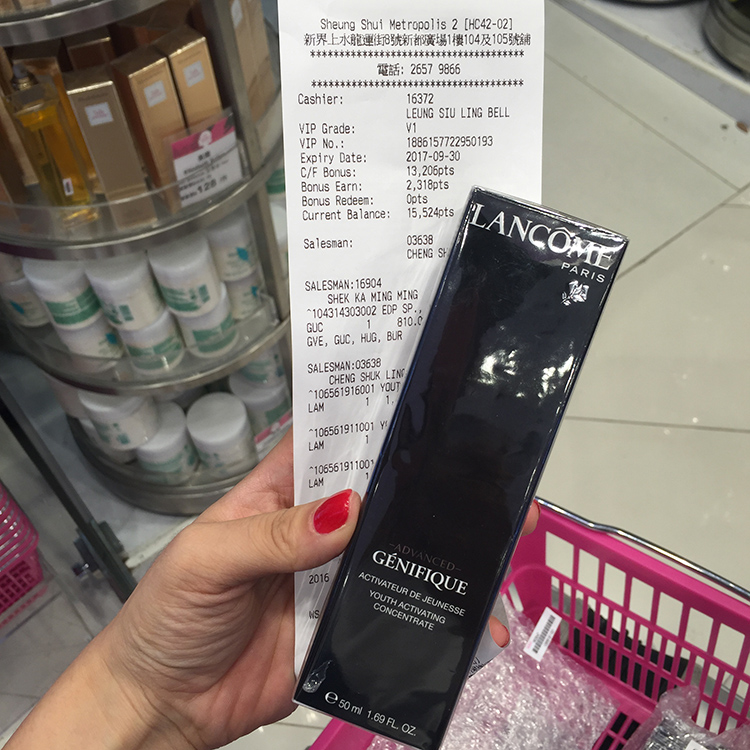 Sheung Shui Metropolis 2 [HC42-02]
新界上水龍運街8號新都廣場1樓104及105號舖
********************************
電話: 2657 9866
********************************
Cashier: 16372
LEUNG SIU LING BELL
VIP Grade: V1
VIP No.: 1886157722950193
Expiry Date: 2017-09-30
C/F Bonus: 13,206pts
Bonus Earn: 2,318pts
Bonus Redeem: 0pts
Current Balance: 15,524pts
Salesman: 03638
CHENG SH
SALESMAN:16904
SHEK KA MING MING
^104314303002 EDP SP.,
GUC 1 810.0
GVE, GUC, HUG, BUR
SALESMAN:03638
CHENG SHUK LING
^106561916001 YOUT
LAM 1 1.
^106561911001 YO
LAM 1
^106561911001
LAM 1
2016
WS
LANCÔME
PARIS
-ADVANCED-
GÉNIFIQUE
ACTIVATEUR DE JEUNESSE
YOUTH ACTIVATING
CONCENTRATE
e 50 ml 1.69 FL. OZ.
128